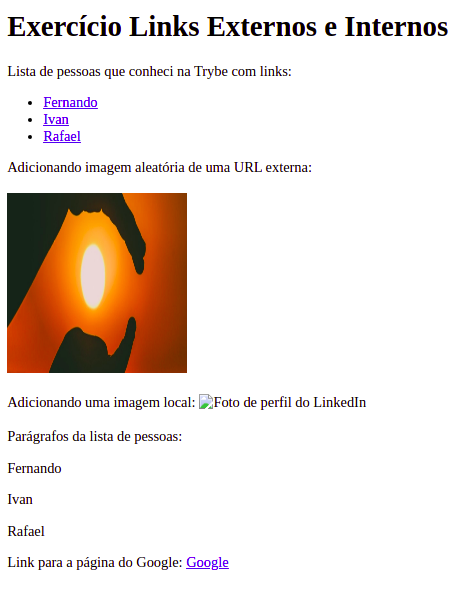 Exercício Links Externos e Internos
Lista de pessoas que conheci na Trybe com links:
Fernando
Ivan
Rafael
Adicionando imagem aleatória de uma URL externa:
Adicionando uma imagem local: Foto de perfil do LinkedIn
Parágrafos da lista de pessoas:
Fernando
Ivan
Rafael
Link para a página do Google: Google